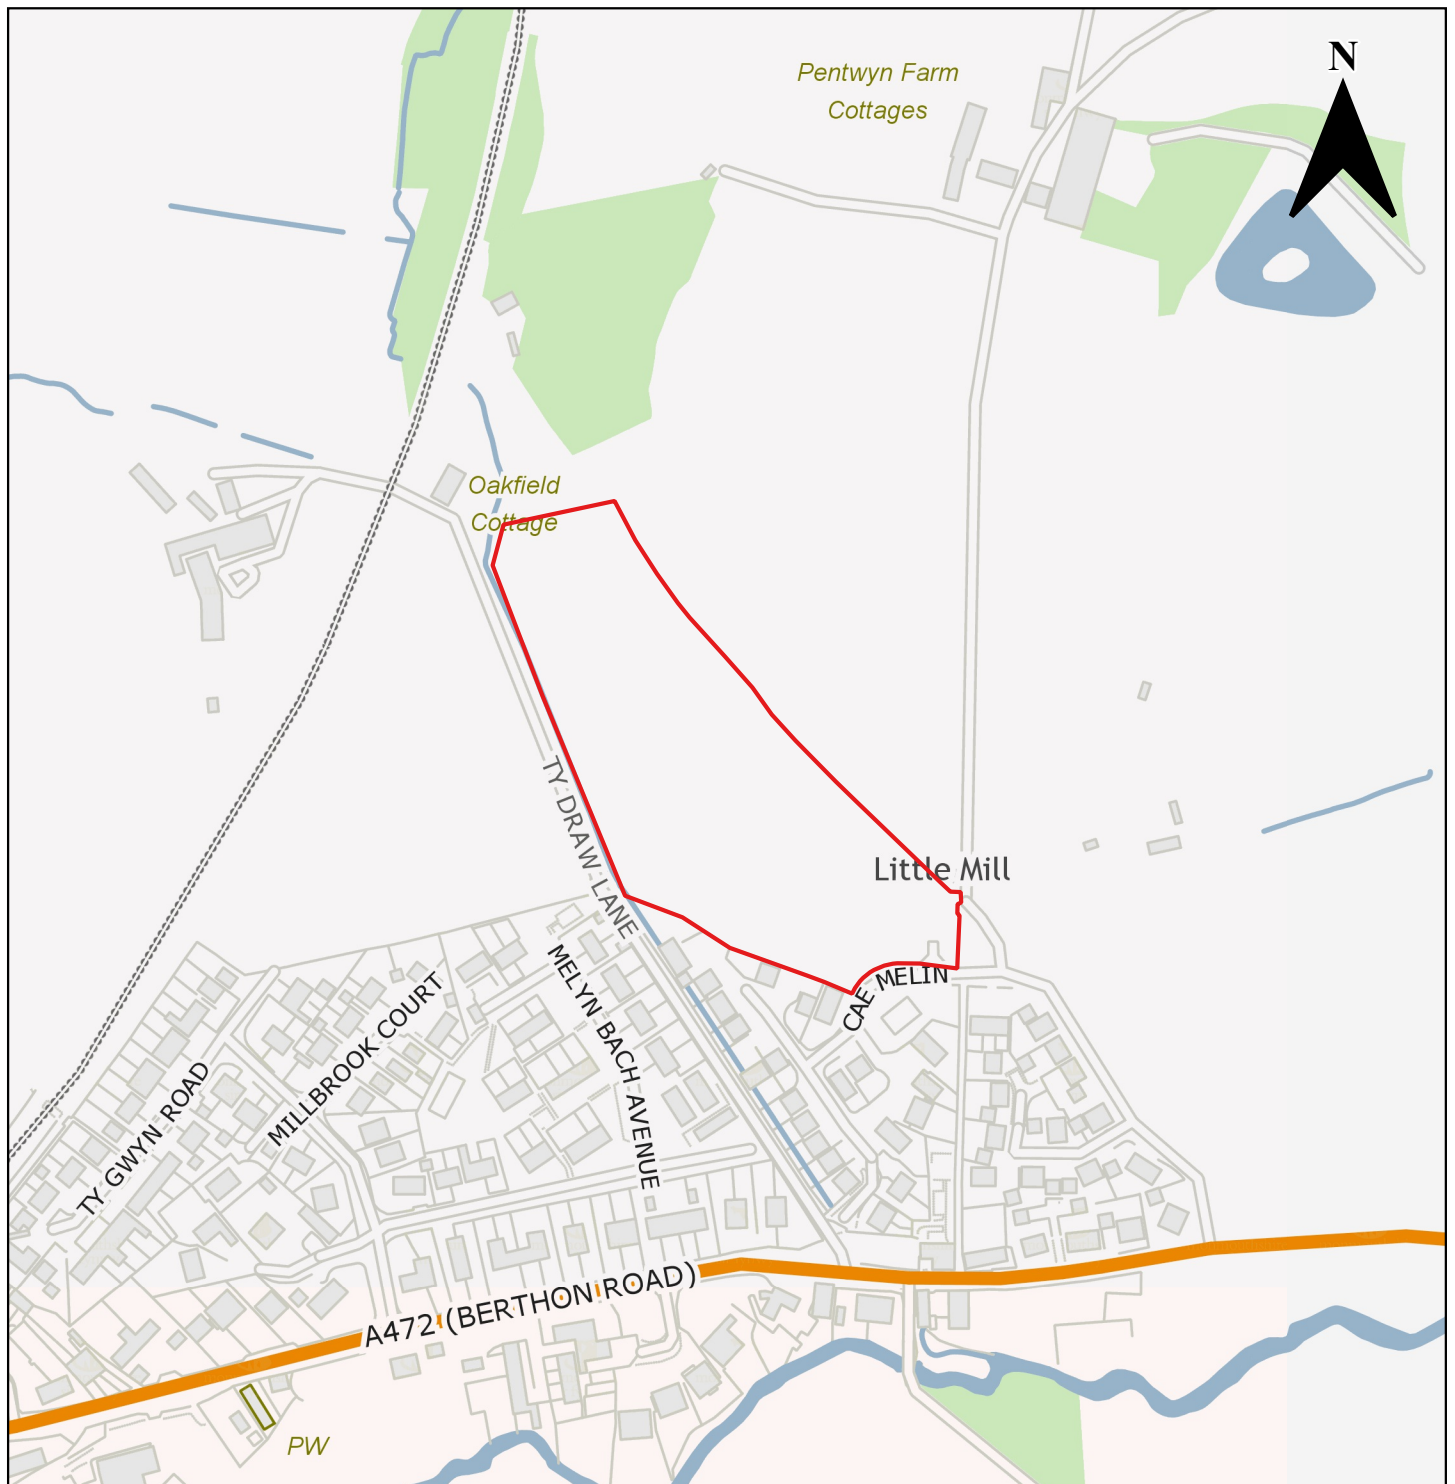 N
Pentwyn Farm
Cottages
Oakfield
Cottage
TY DRAW LANE
Little Mill
CAE MELIN
MELYN BACH AVENUE
MILLBROOK COURT
TY GWYN ROAD
A472 (BERTHON ROAD)
PW